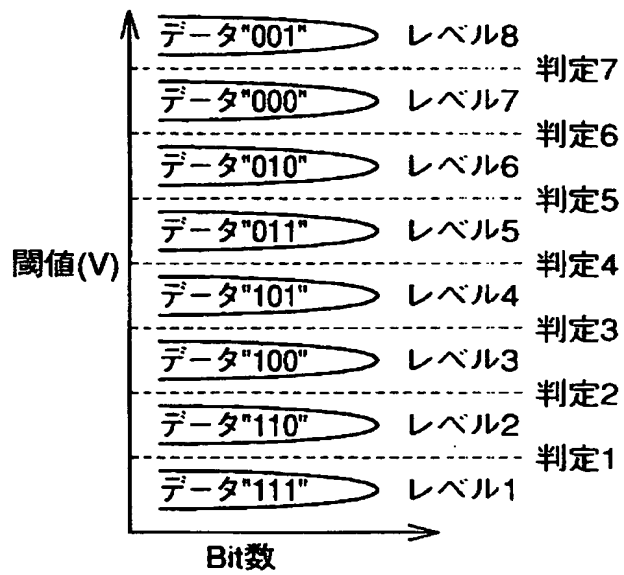 データ"001" レベル8
判定7
データ"000" レベル7
判定6
データ"010" レベル6
判定5
データ"011" レベル5
閾値(V)
判定4
データ"101" レベル4
判定3
データ"100" レベル3
判定2
データ"110" レベル2
判定1
データ"111" レベル1
Bit数